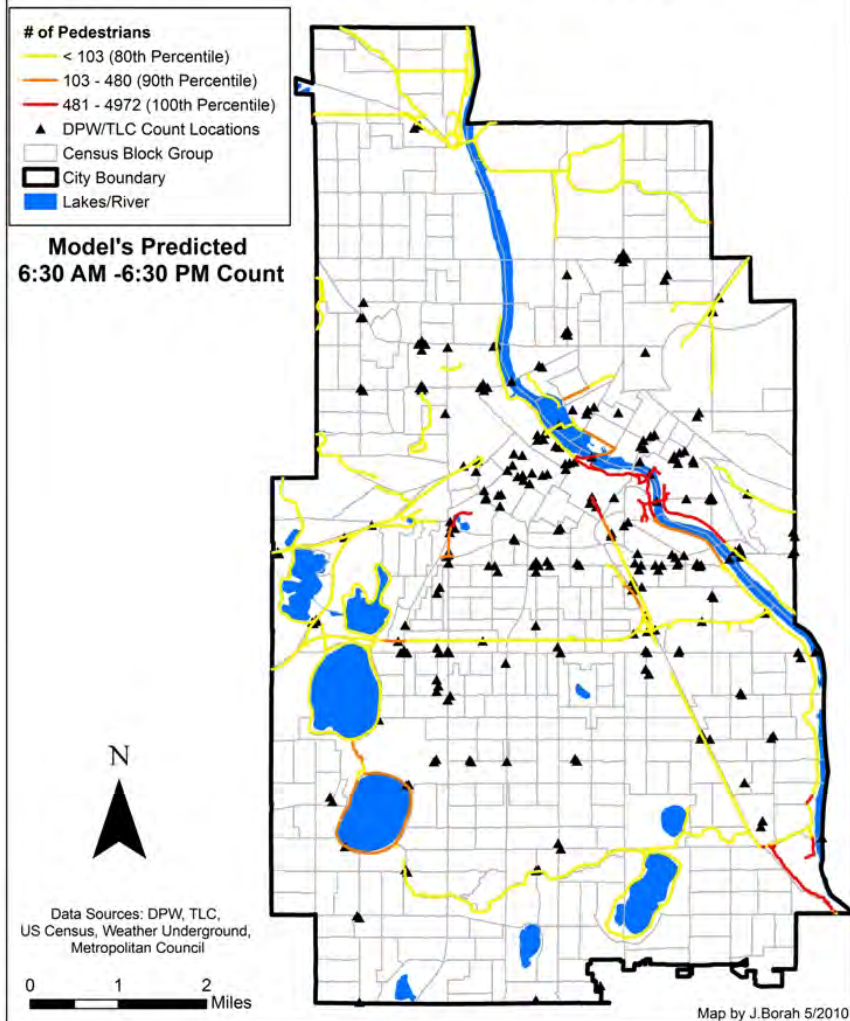 # of Pedestrians
< 103 (80th Percentile)
103 - 480 (90th Percentile)
481 - 4972 (100th Percentile)
DPW/TLC Count Locations
Census Block Group
City Boundary
Lakes/River
Model's Predicted
6:30 AM -6:30 PM Count
N
Data Sources: DPW, TLC,
US Census, Weather Underground,
Metropolitan Council
0 1 2
Miles
Map by J.Borah 5/2010